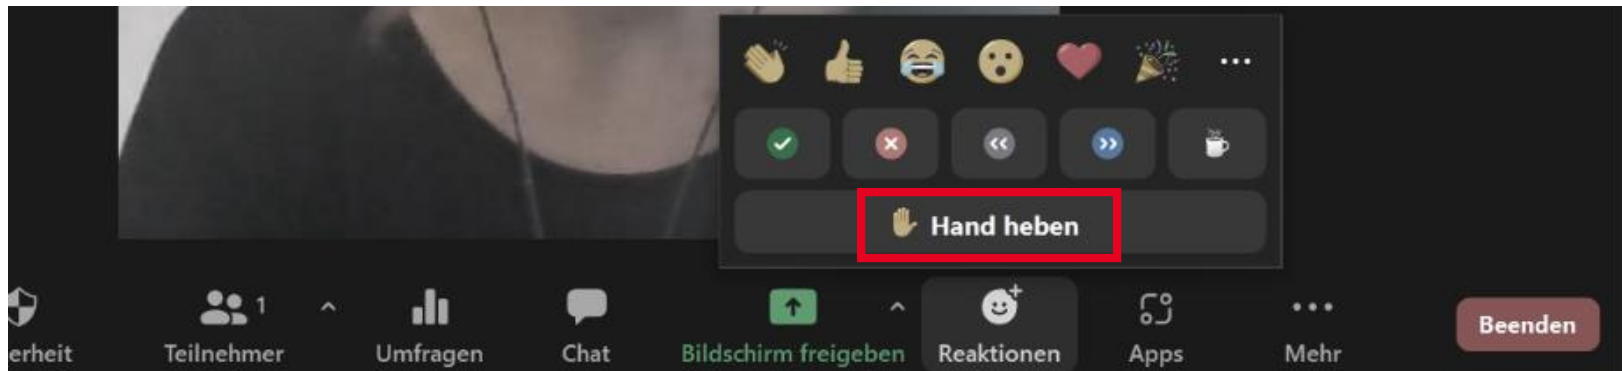 Hand heben
1
erheit
Teilnehmer
Umfragen
Chat
Bildschirm freigeben
Reaktionen
Apps
Mehr
Beenden